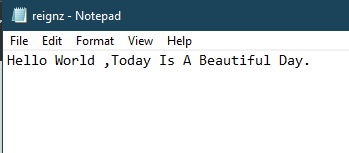 reignz - Notepad
File Edit Format View Help
Hello World ,Today Is A Beautiful Day.